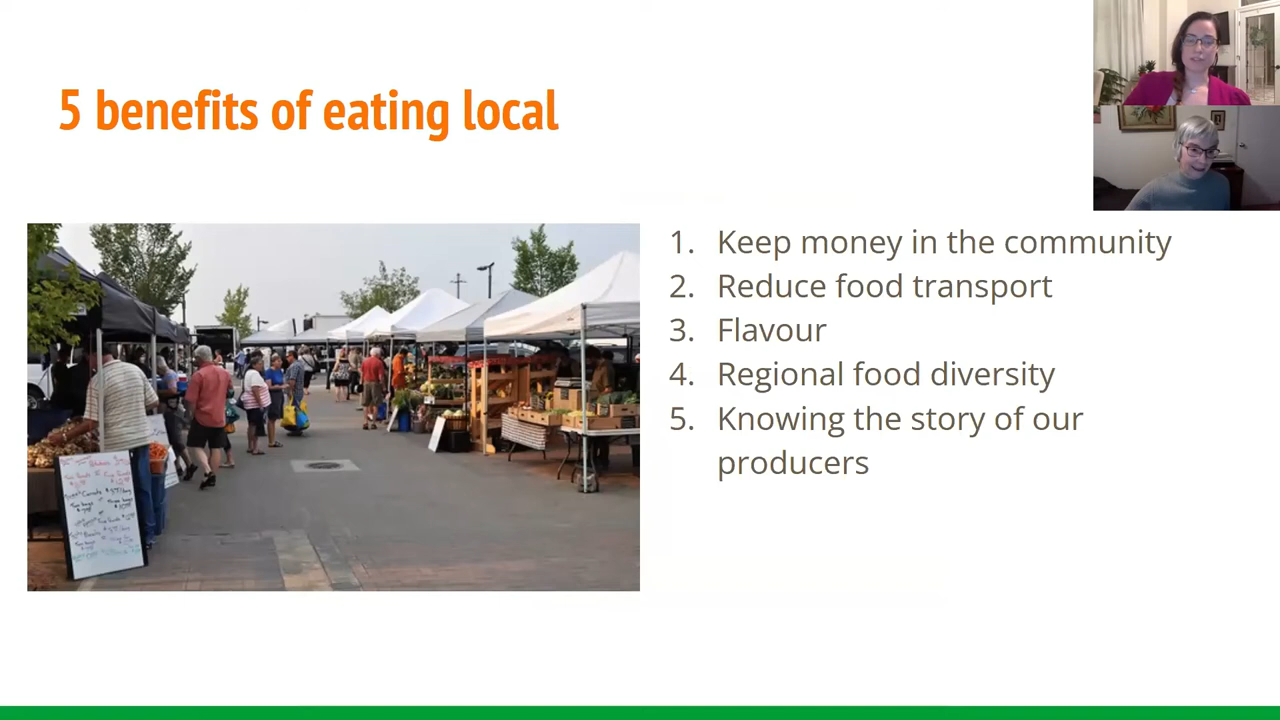 5 benefits of eating local
1. Keep money in the community
2. Reduce food transport
3. Flavour
4. Regional food diversity
5. Knowing the story of our
producers